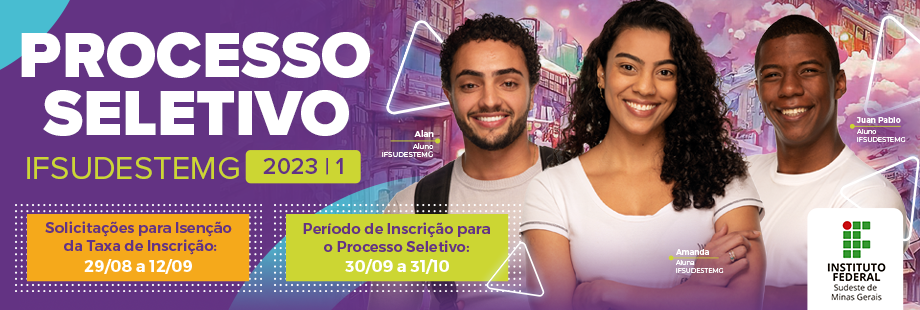 PROCESSO
SELETIVO
IFSUDESTEMG 2023 | 1
Solicitações para Isenção
da Taxa de Inscrição:
29/08 a 12/09
Período de Inscrição para
o Processo Seletivo:
30/09 a 31/10
Alan
Aluno
IFSUDESTEMG
Amanda
Aluna
IFSUDESTEMG
Juan Pablo
Aluno
IFSUDESTEMG
INSTITUTO
FEDERAL
Sudeste de
Minas Gerais